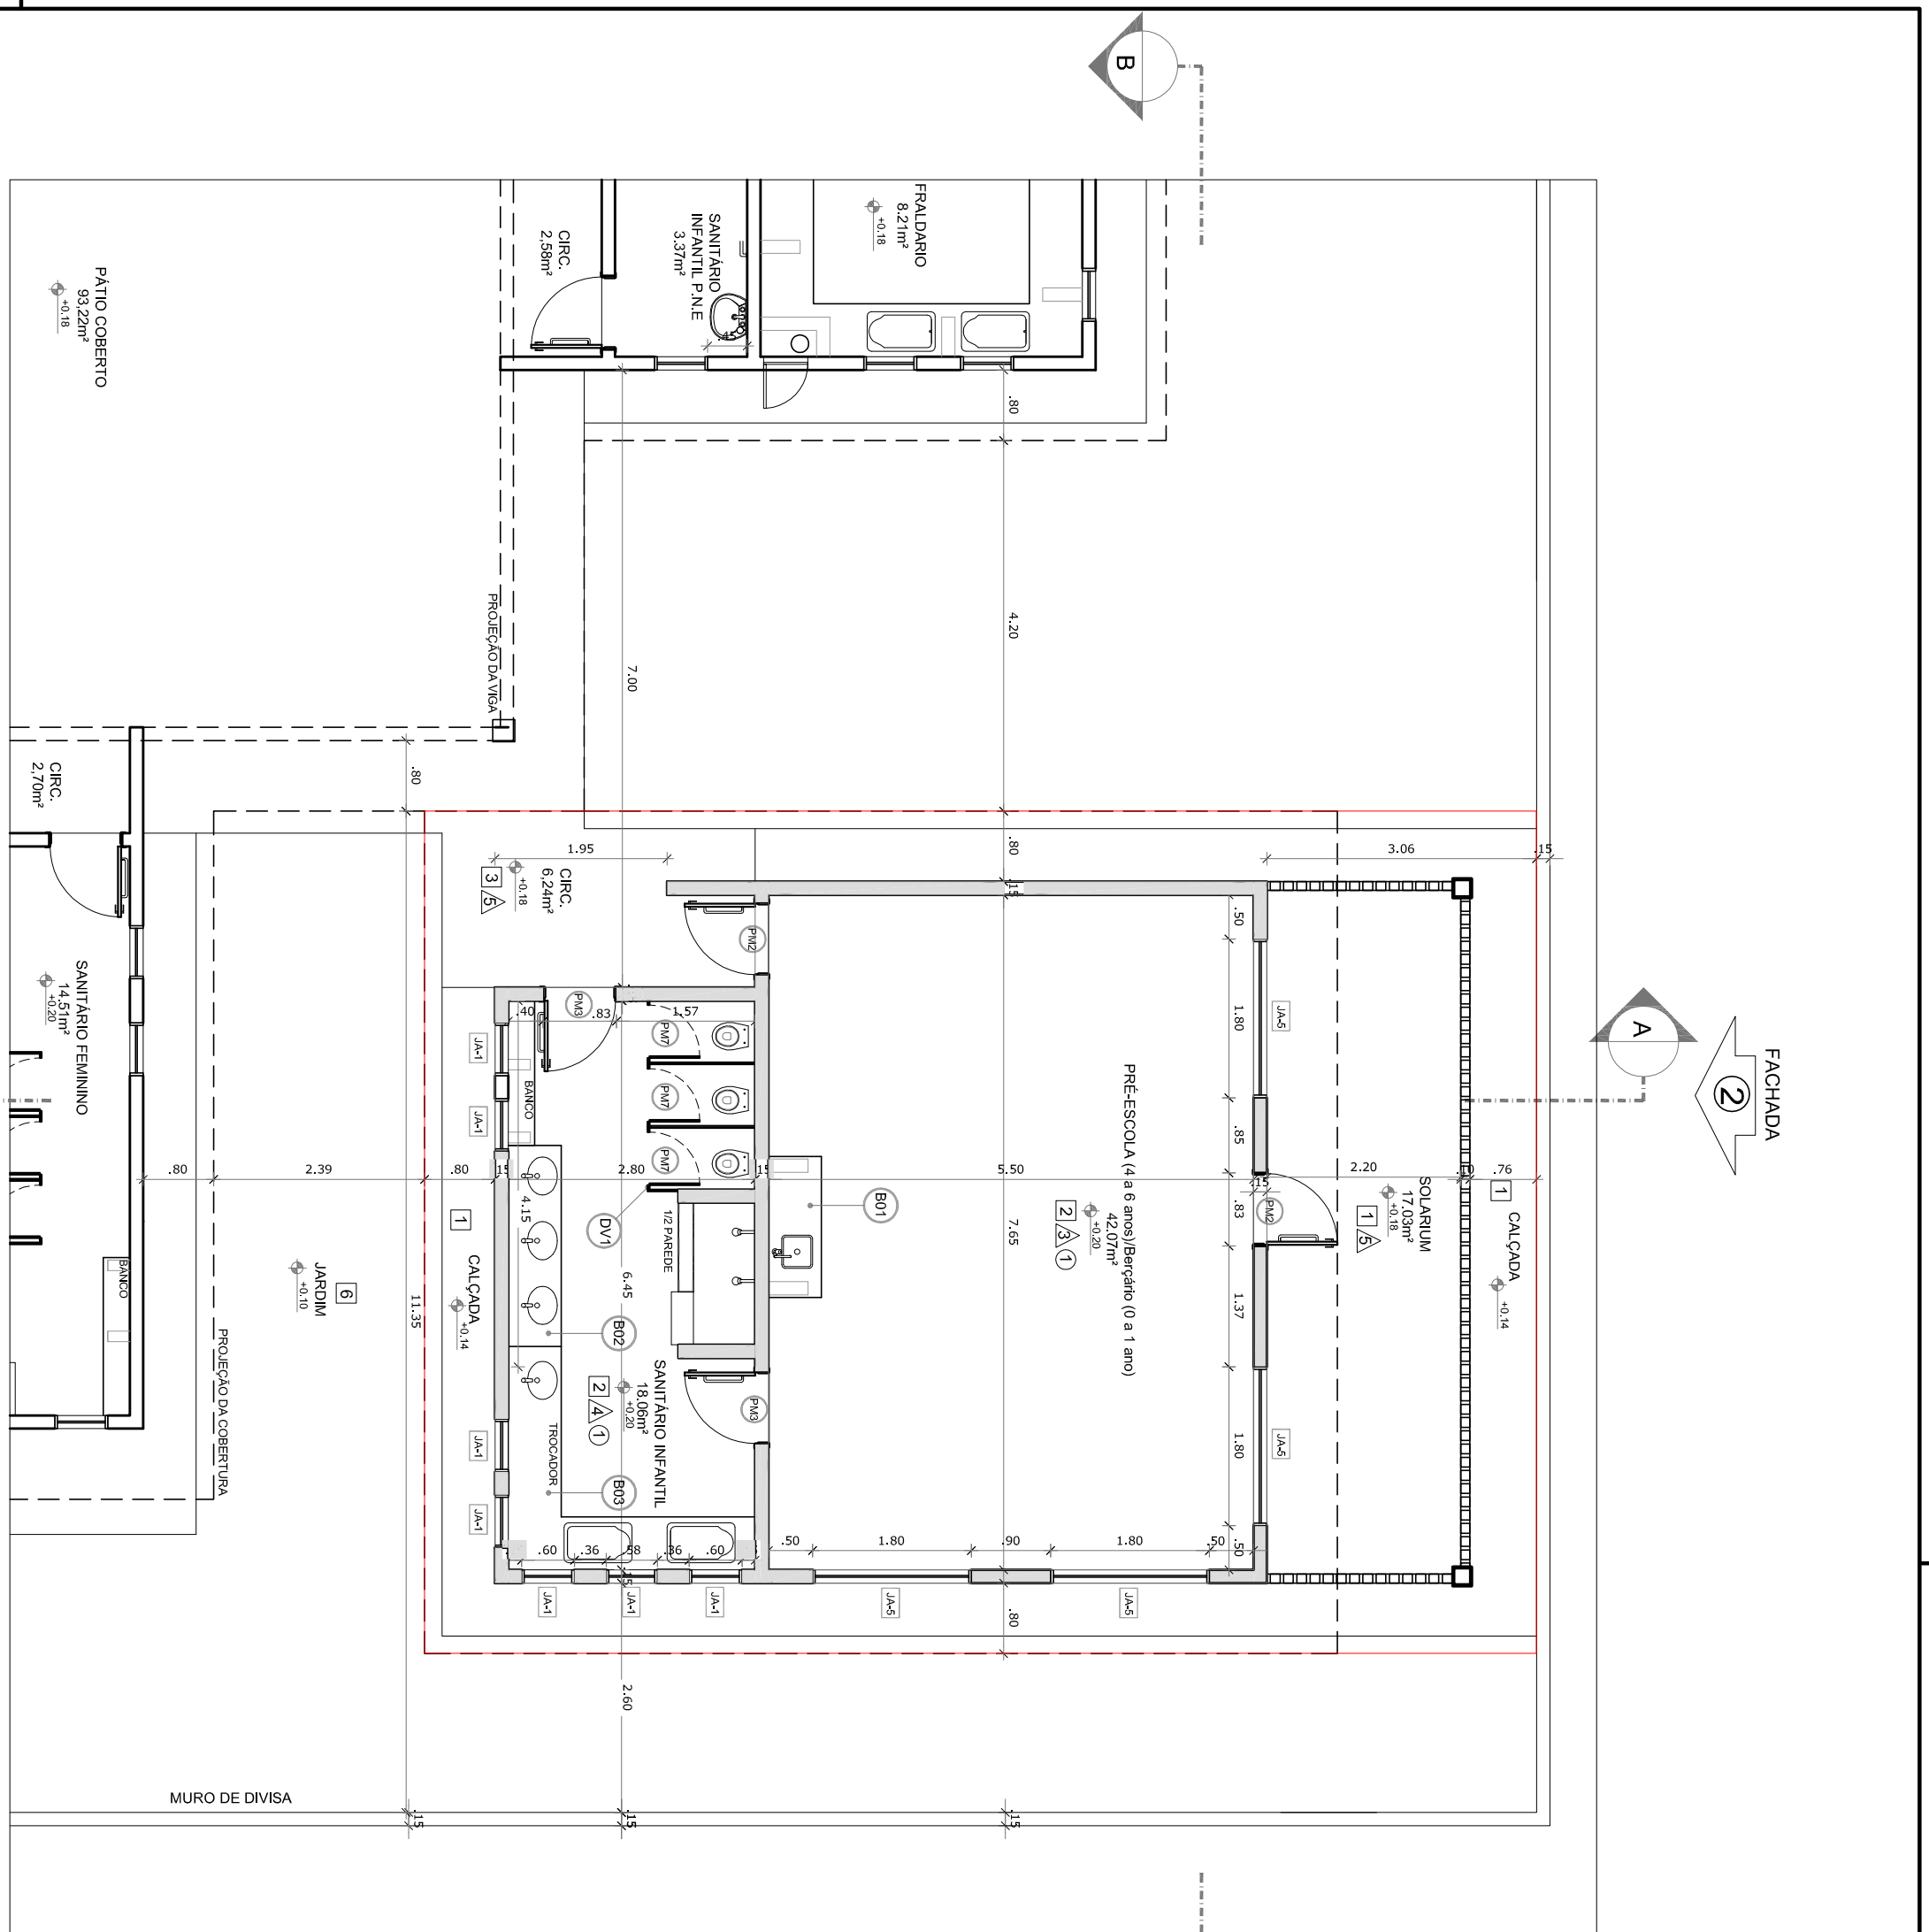 B
FACHADA
2
A
FRALDARIO
8.21m²
+0.18
SANITÁRIO
INFANTIL P.N.E
3.37m²
.45
CIRC.
2,58m²
PÁTIO COBERTO
93,22m²
+0.18
PROJEÇÃO DA VIGA
.80
4.20
7.00
.80
CIRC.
2,70m²
SANITÁRIO FEMININO
14.51m²
+0.20
BANCO
1.95
CIRC.
6,24m²
+0.18
3
5
.80
.15
3.06
.15
PM2
PM3
.40
.83
1.57
PM7
PM7
PM7
JA-1
JA-1
BANCO
.50
1.80
JA-5
.85
.83
1.37
1.80
JA-5
.50
PRÉ-ESCOLA (4 a 6 anos)/Berçário (0 a 1 ano)
42.07m²
+0.20
2
3
1
SOLARIUM
17.03m²
+0.18
1
5
CALÇADA
1
+0.14
PM2
.80
2.39
.80
.15
2.80
.15
5.50
.15
2.20
.10
.76
4.15
7.65
6.45
11.35
B01
DV1
1/2 PAREDE
B02
SANITÁRIO INFANTIL
18.06m²
+0.20
2
4
1
PM3
TROCADOR
B03
1
CALÇADA
+0.14
6
JARDIM
+0.10
PROJEÇÃO DA COBERTURA
JA-1
JA-1
.60
.36
.58
.36
.60
.50
1.80
.90
1.80
.50
.15
JA-1
JA-1
JA-1
JA-5
JA-5
.80
2.60
MURO DE DIVISA
.15
.15
.15